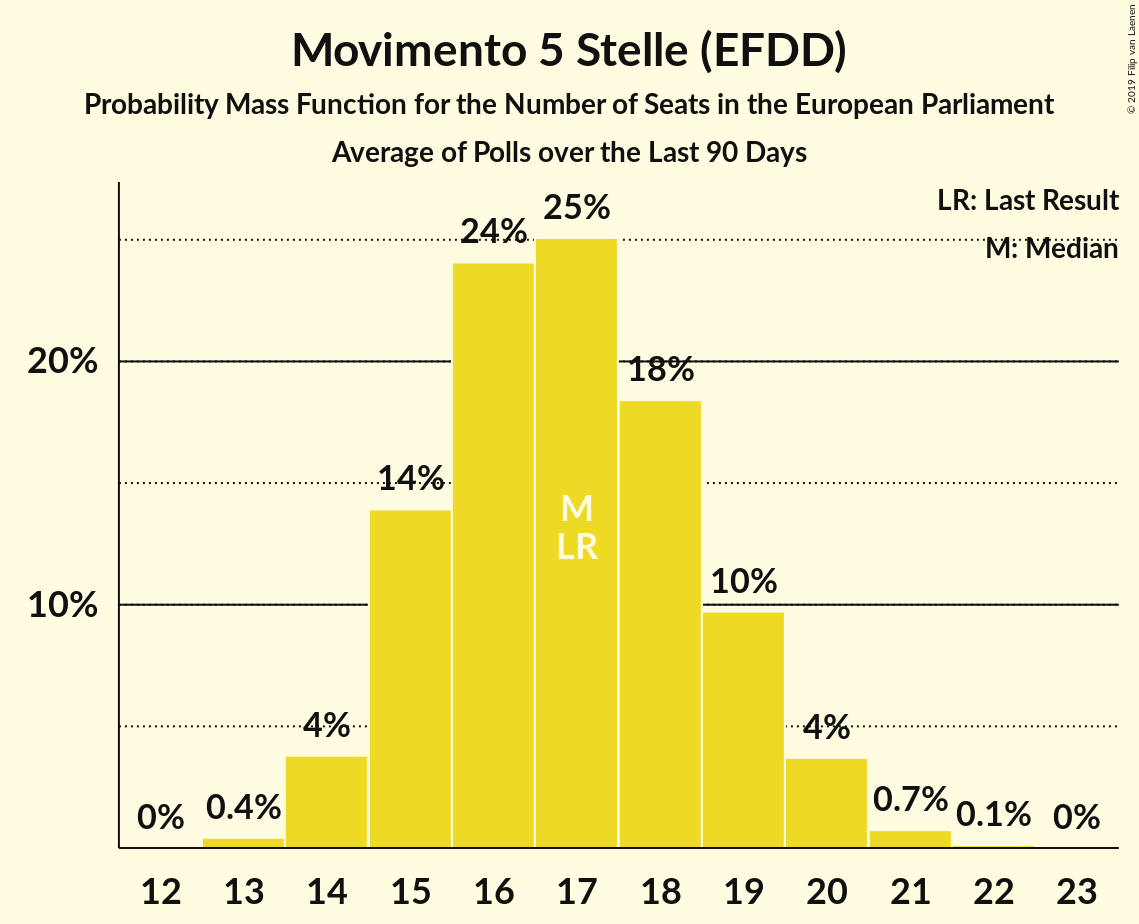 Movimento 5 Stelle (EFDD)
Probability Mass Function for the Number of Seats in the European Parliament
Average of Polls over the Last 90 Days
© 2019 Filip van Laenen
LR: Last Result
M: Median
20%
10%
0%
0.4%
4%
14%
24%
25%
18%
10%
4%
0.7%
0.1%
0%
M
LR
12 13 14 15 16 17 18 19 20 21 22 23